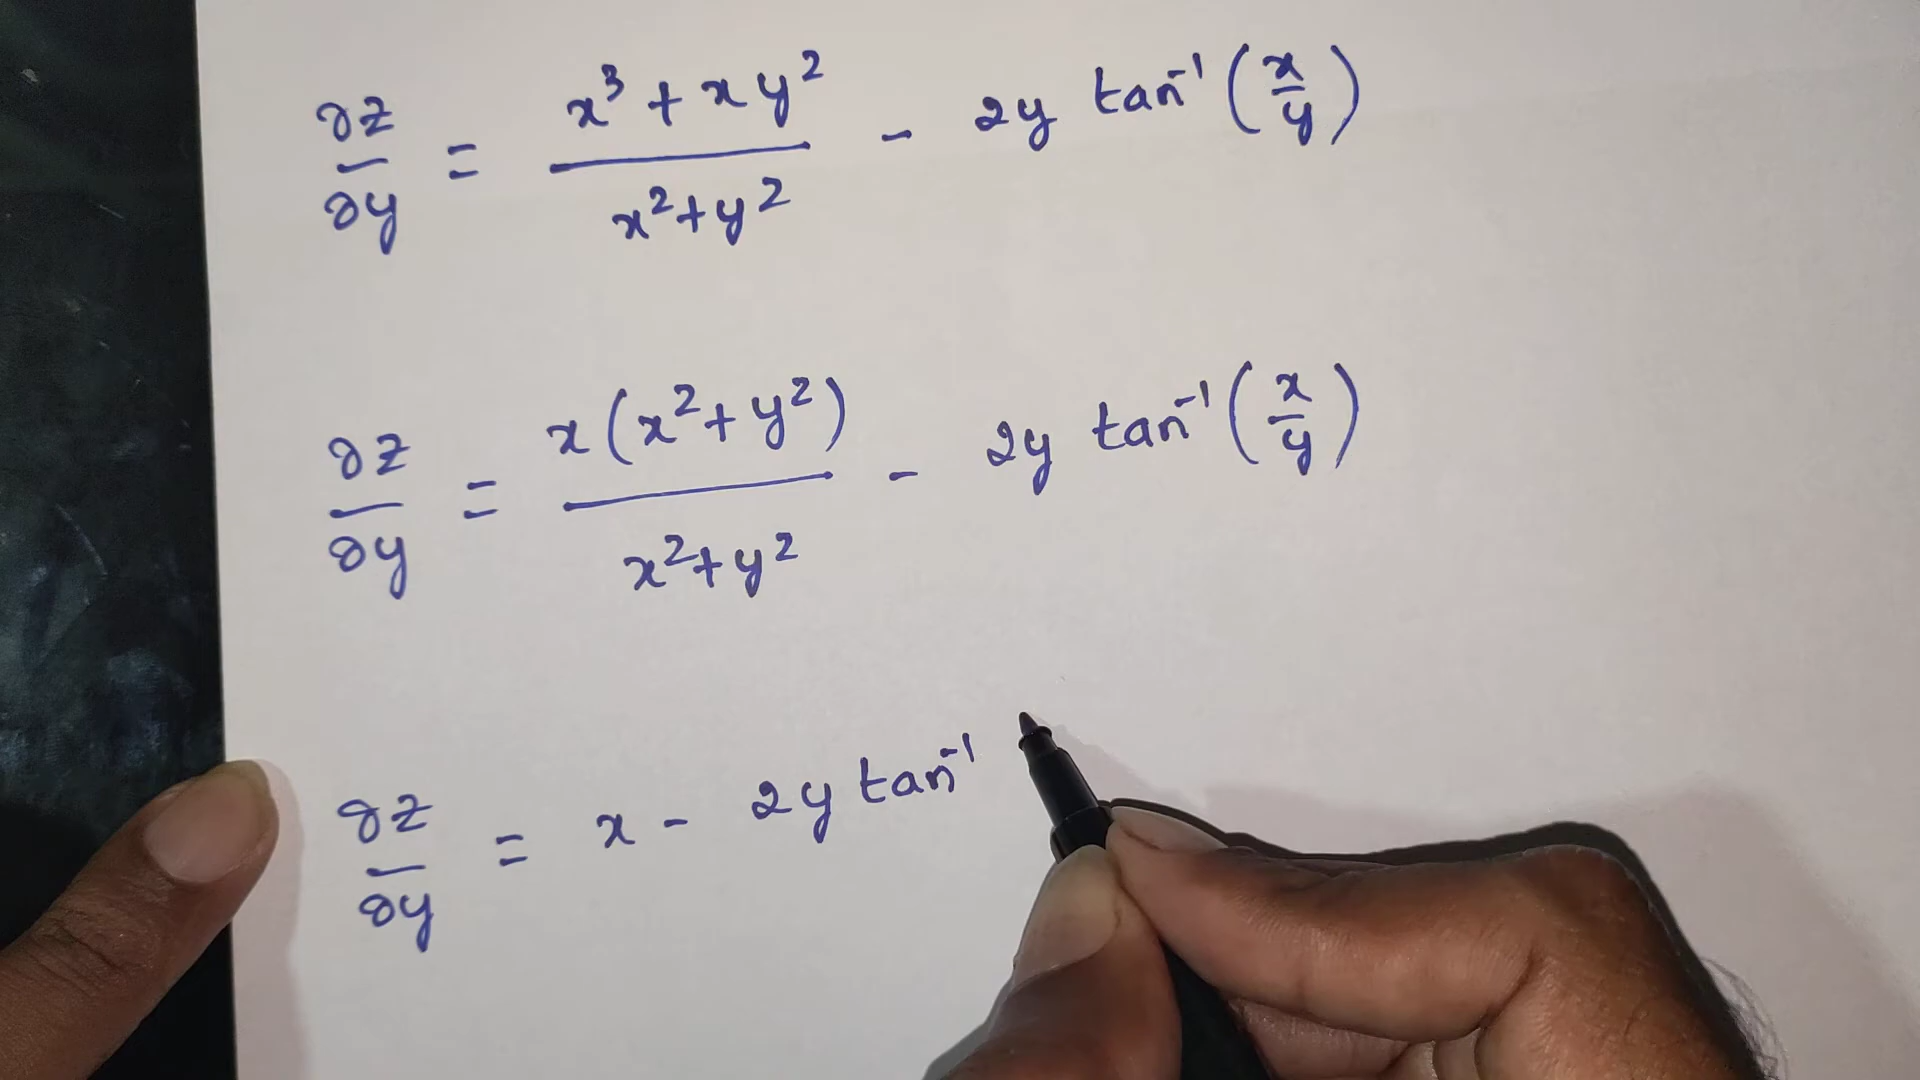 ∂z/∂y = (x³ + xy²)/(x²+y²) - 2y tan⁻¹(x/y)
∂z/∂y = x(x²+y²)/(x²+y²) - 2y tan⁻¹(x/y)
∂z/∂y = x - 2y tan⁻¹